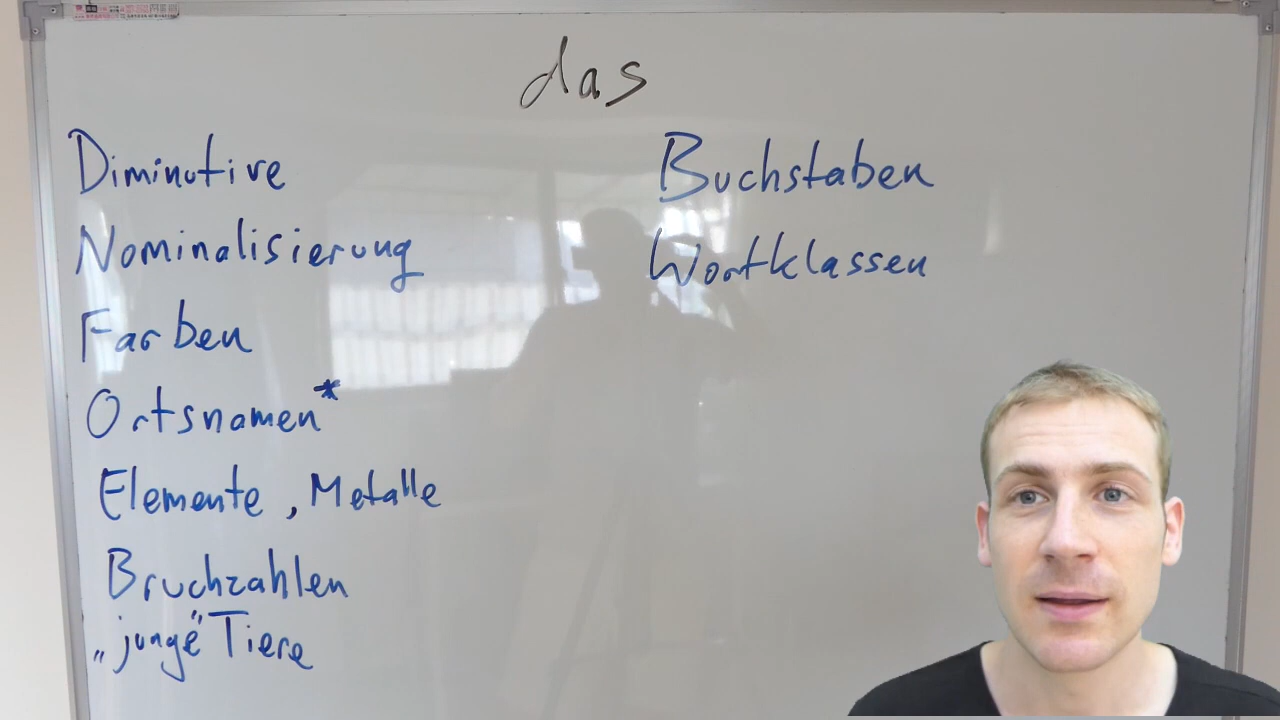 das
Diminutive
Nominalisierung
Farben
Ortsnamen*
Elemente, Metalle
Bruchzahlen
„junge" Tiere
Buchstaben
Wortklassen